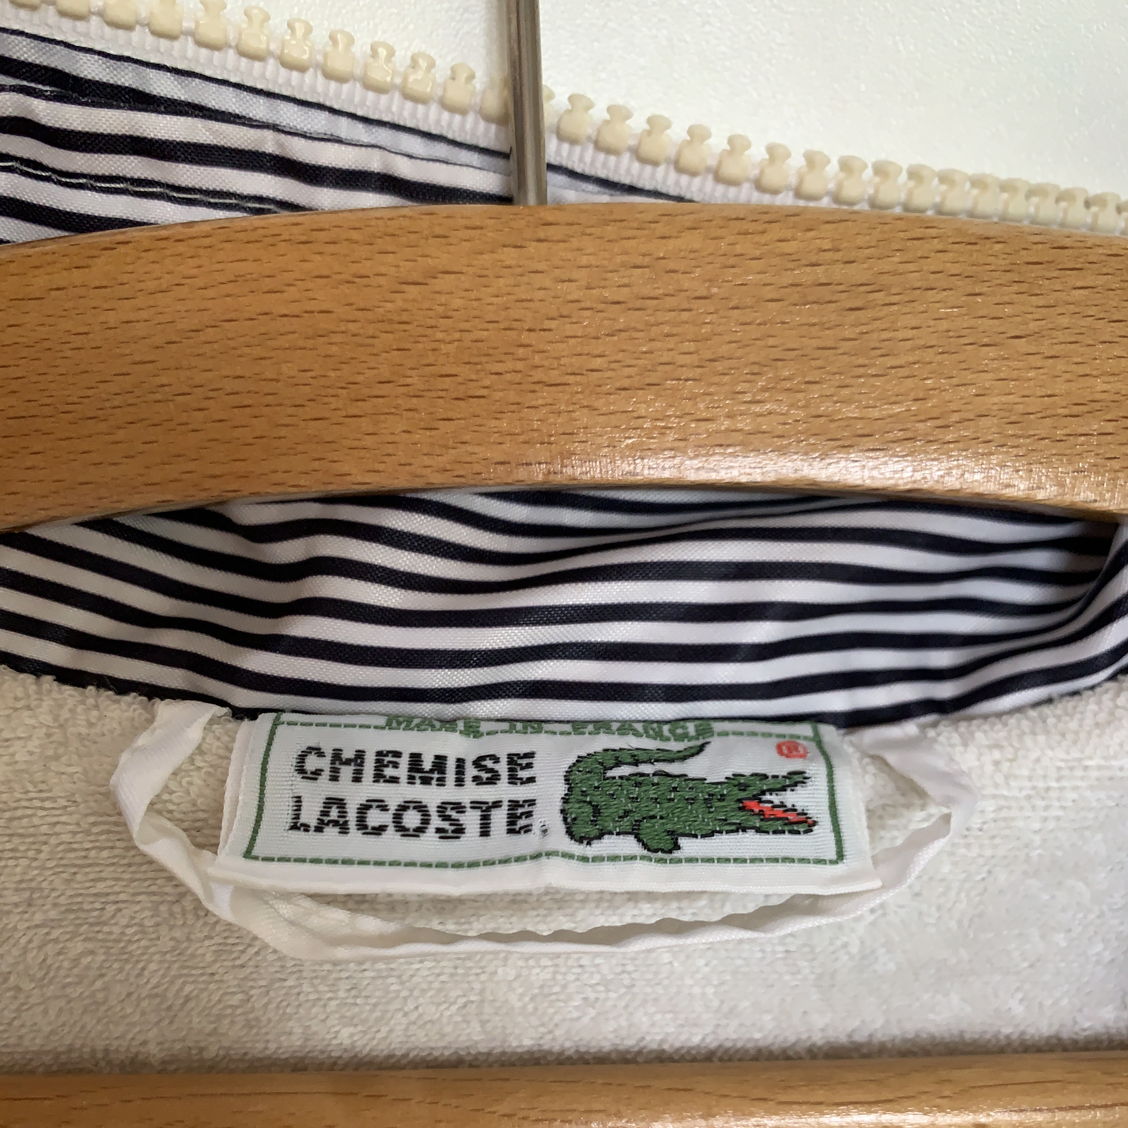 MADE IN FRANCE
CHEMISE
LACOSTE
®